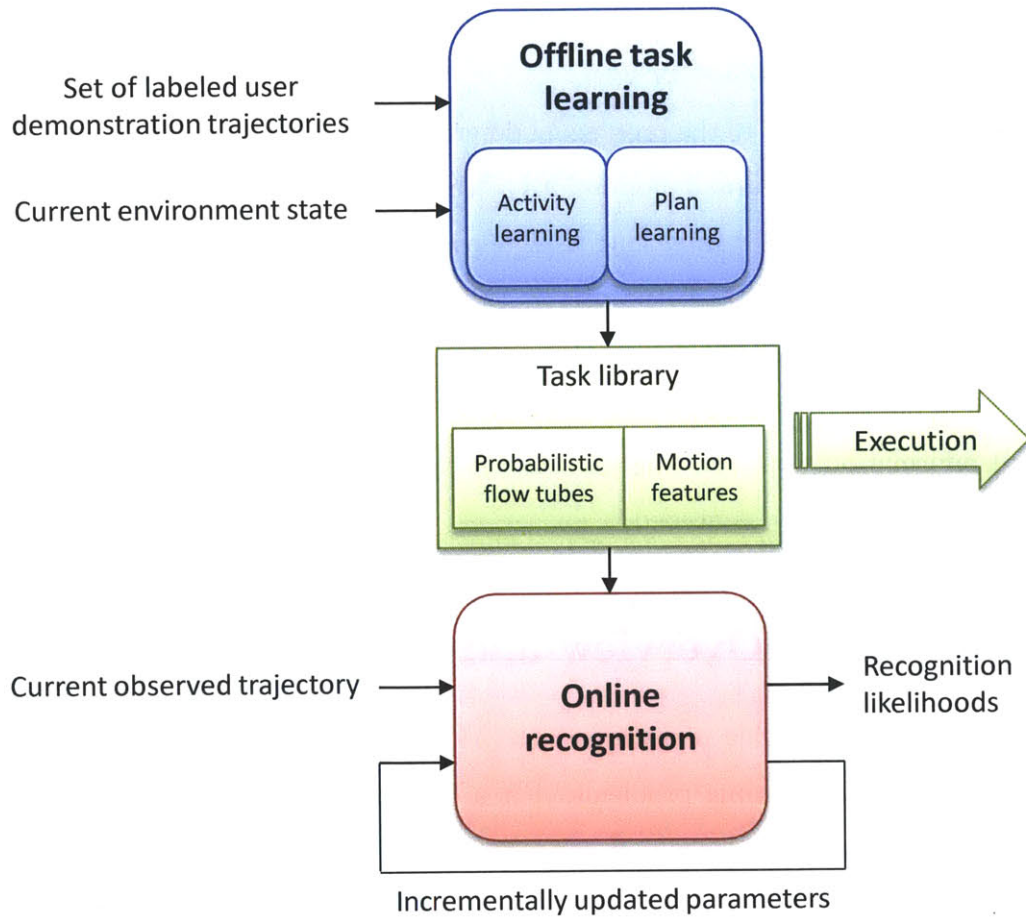 Offline task
learning
Set of labeled user
demonstration trajectories
Current environment state
Activity
learning
Plan
learning
Task library
Probabilistic
flow tubes
Motion
features
Execution
Current observed trajectory
Online
recognition
Recognition
likelihoods
Incrementally updated parameters